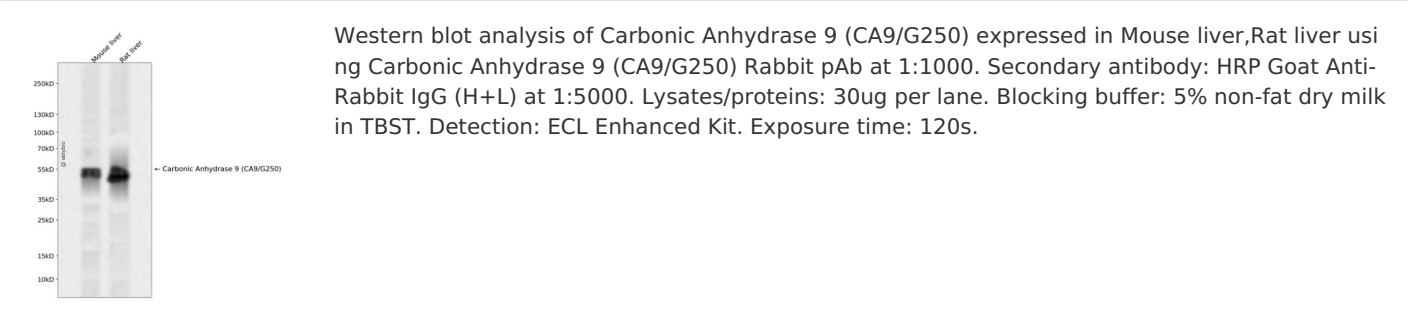 Mouse liver
Rat liver
250kD
130kD
100kD
70kD
55kD
35kD
25kD
15kD
10kD
← Carbonic Anhydrase 9 (CA9/G250)
Western blot analysis of Carbonic Anhydrase 9 (CA9/G250) expressed in Mouse liver,Rat liver usi
ng Carbonic Anhydrase 9 (CA9/G250) Rabbit pAb at 1:1000. Secondary antibody: HRP Goat Anti-
Rabbit IgG (H+L) at 1:5000. Lysates/proteins: 30ug per lane. Blocking buffer: 5% non-fat dry milk
in TBST. Detection: ECL Enhanced Kit. Exposure time: 120s.